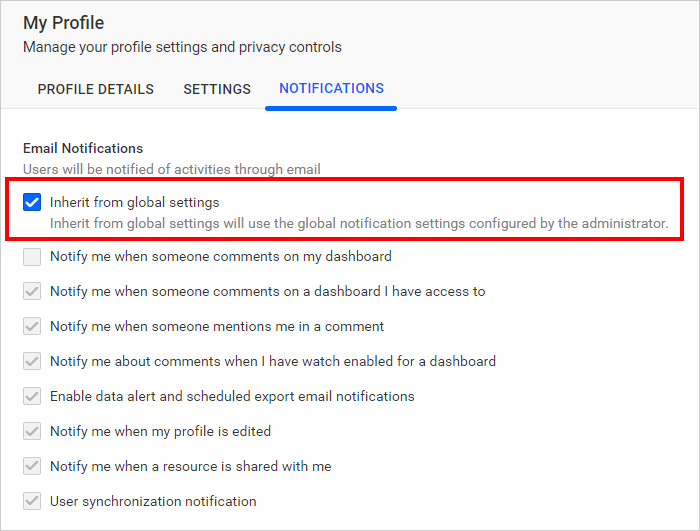 My Profile
Manage your profile settings and privacy controls
PROFILE DETAILS SETTINGS NOTIFICATIONS
Email Notifications
Users will be notified of activities through email
Inherit from global settings
Inherit from global settings will use the global notification settings configured by the administrator.
Notify me when someone comments on my dashboard
Notify me when someone comments on a dashboard I have access to
Notify me when someone mentions me in a comment
Notify me about comments when I have watch enabled for a dashboard
Enable data alert and scheduled export email notifications
Notify me when my profile is edited
Notify me when a resource is shared with me
User synchronization notification